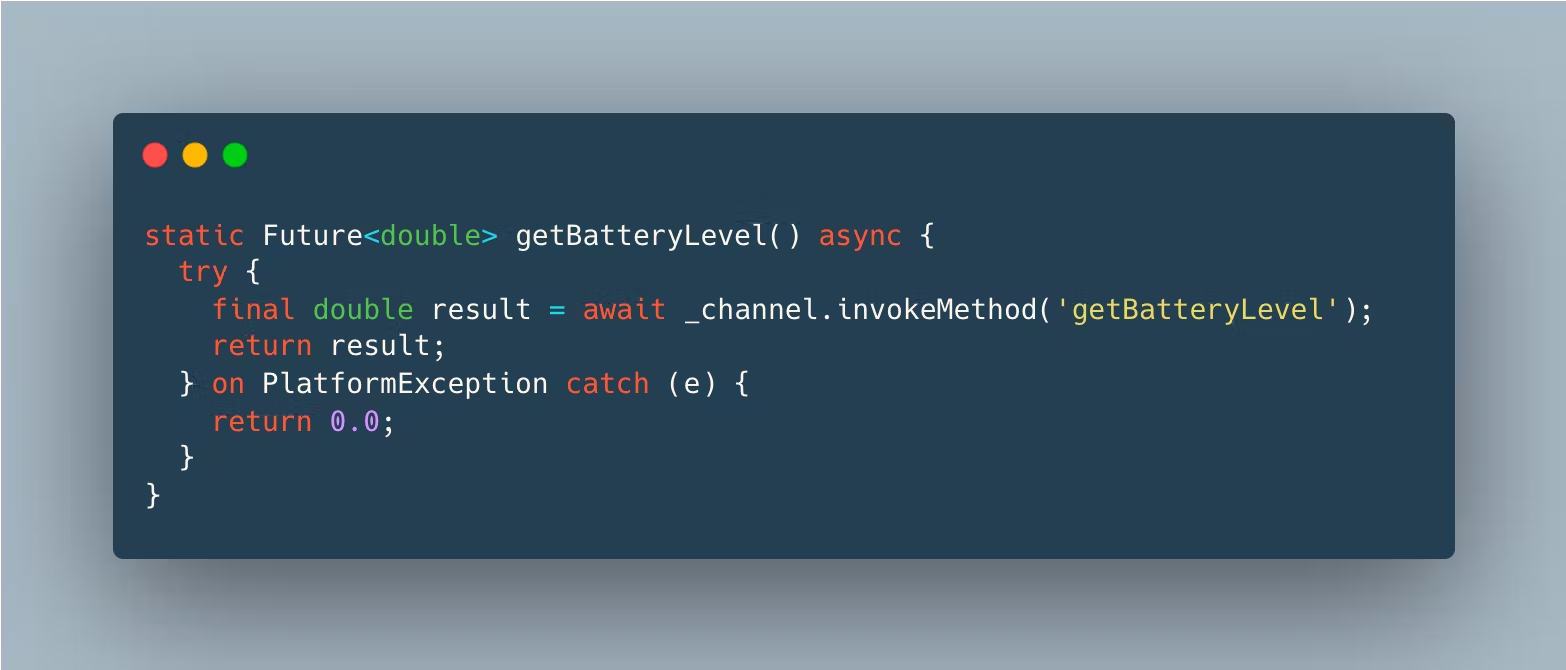 static Future<double> getBatteryLevel() async {
  try {
    final double result = await _channel.invokeMethod('getBatteryLevel');
    return result;
  } on PlatformException catch (e) {
    return 0.0;
  }
}